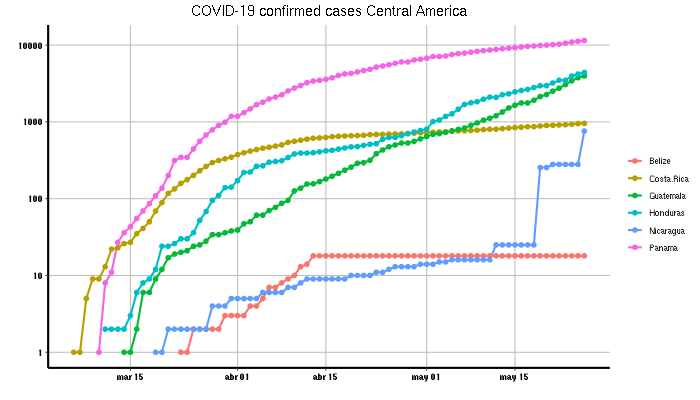 COVID-19 confirmed cases Central America
10000
1000
100
10
1
mar 15
abr 01
abr 15
may 01
may 15
Belize
Costa.Rica
Guatemala
Honduras
Nicaragua
Panama